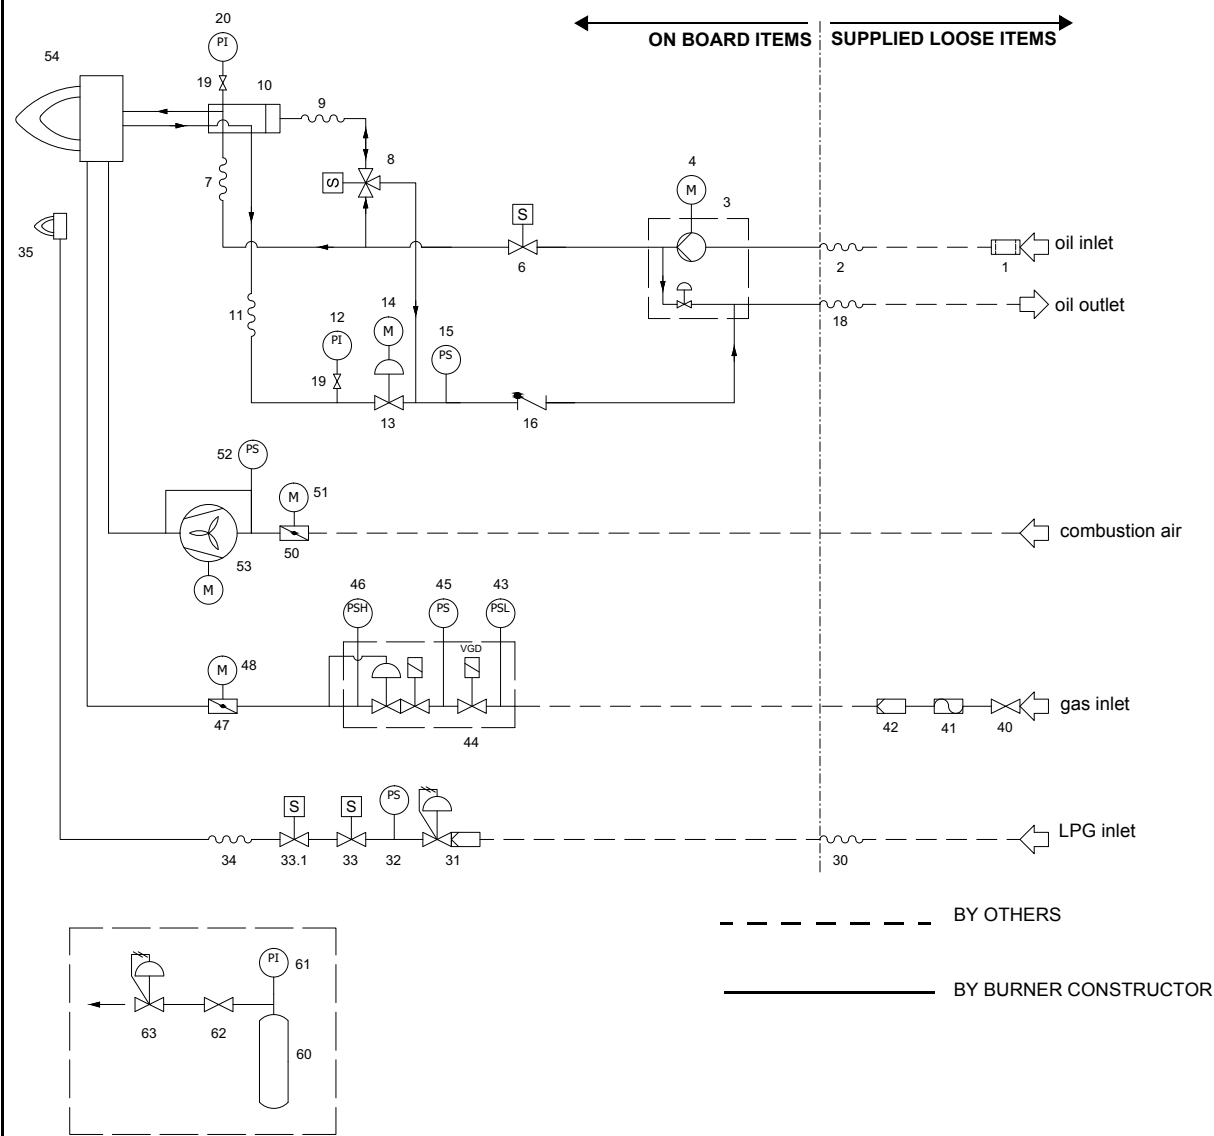 20
ON BOARD ITEMS
SUPPLIED LOOSE ITEMS
PI
54
19
10
9
4
8
7
S
M
3
S
35
6
2
1
oil inlet
oil outlet
18
11
12
14
15
PI
M
PS
19
13
16
52
PS
M
51
50
53
M
combustion air
46
45
43
PSH
PS
PSL
VGD
M
48
47
44
42
41
40
gas inlet
S
S
PS
34
33.1
33
32
31
30
LPG inlet
BY OTHERS
BY BURNER CONSTRUCTOR
PI
61
63
62
60